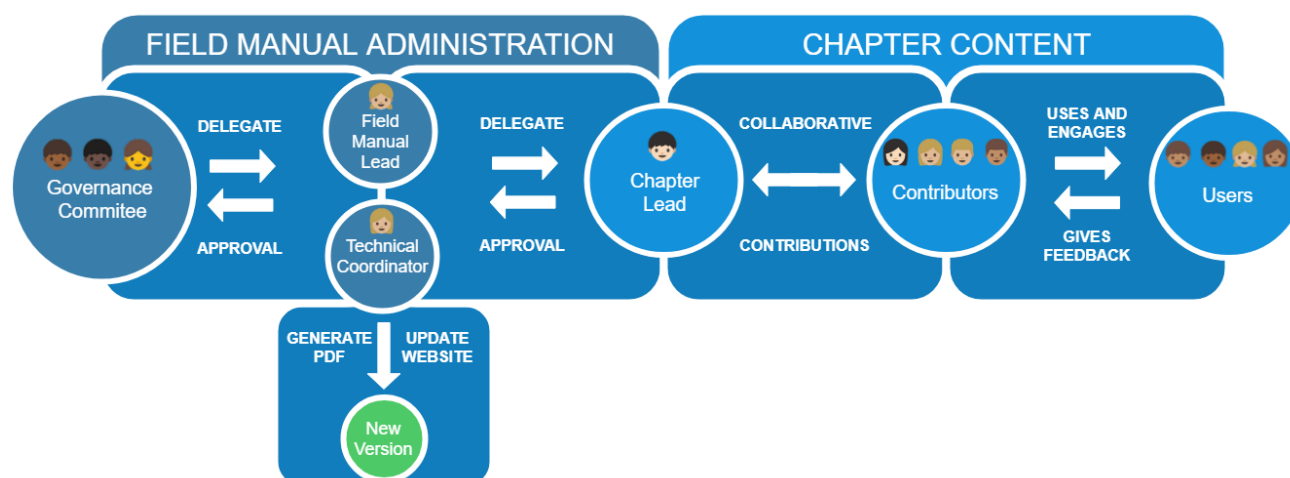 FIELD MANUAL ADMINISTRATION
CHAPTER CONTENT
Governance
Commitee
DELEGATE
APPROVAL
Field
Manual
Lead
Technical
Coordinator
DELEGATE
APPROVAL
Chapter
Lead
COLLABORATIVE
CONTRIBUTIONS
Contributors
USES AND
ENGAGES
GIVES
FEEDBACK
Users
GENERATE
PDF
UPDATE
WEBSITE
New
Version